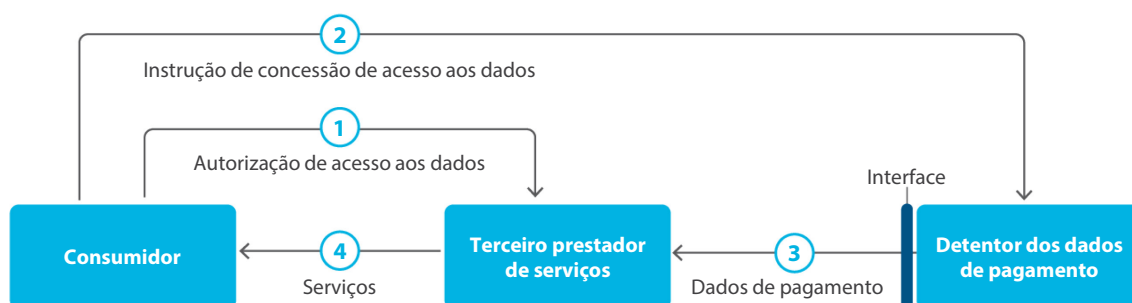 2
Instrução de concessão de acesso aos dados
1
Autorização de acesso aos dados
Interface
Consumidor
4
Serviços
Terceiro prestador
de serviços
3
Dados de pagamento
Detentor dos dados
de pagamento